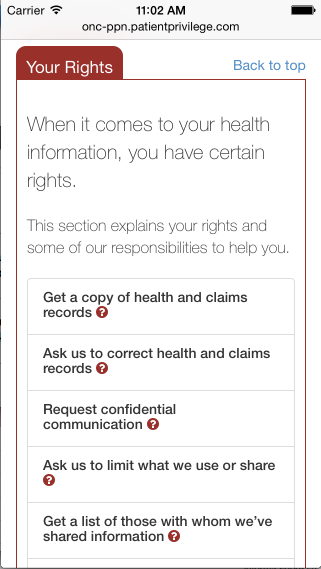 Carrier 11:02 AM
onc-ppn.patientprivilege.com
Your Rights
Back to top
When it comes to your health
information, you have certain
rights.
This section explains your rights and
some of our responsibilities to help you.
Get a copy of health and claims
records ?
Ask us to correct health and claims
records ?
Request confidential
communication ?
Ask us to limit what we use or share
?
Get a list of those with whom we’ve
shared information ?